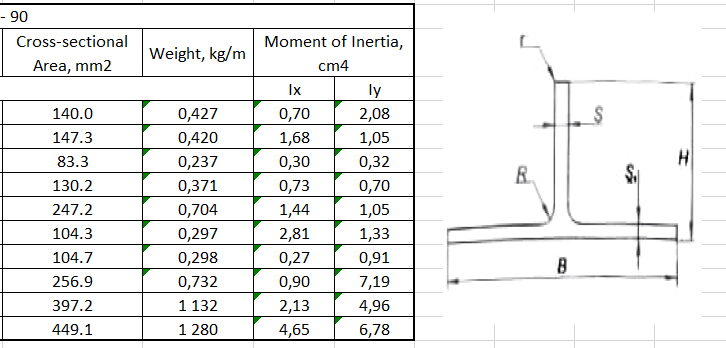 - 90
Cross-sectional Area, mm2 Weight, kg/m Moment of Inertia, cm4
Ix Iy
140.0 0,427 0,70 2,08
147.3 0,420 1,68 1,05
83.3 0,237 0,30 0,32
130.2 0,371 0,73 0,70
247.2 0,704 1,44 1,05
104.3 0,297 2,81 1,33
104.7 0,298 0,27 0,91
256.9 0,732 0,90 7,19
397.2 1 132 2,13 4,96
449.1 1 280 4,65 6,78
r
S
H
R
S₁
B